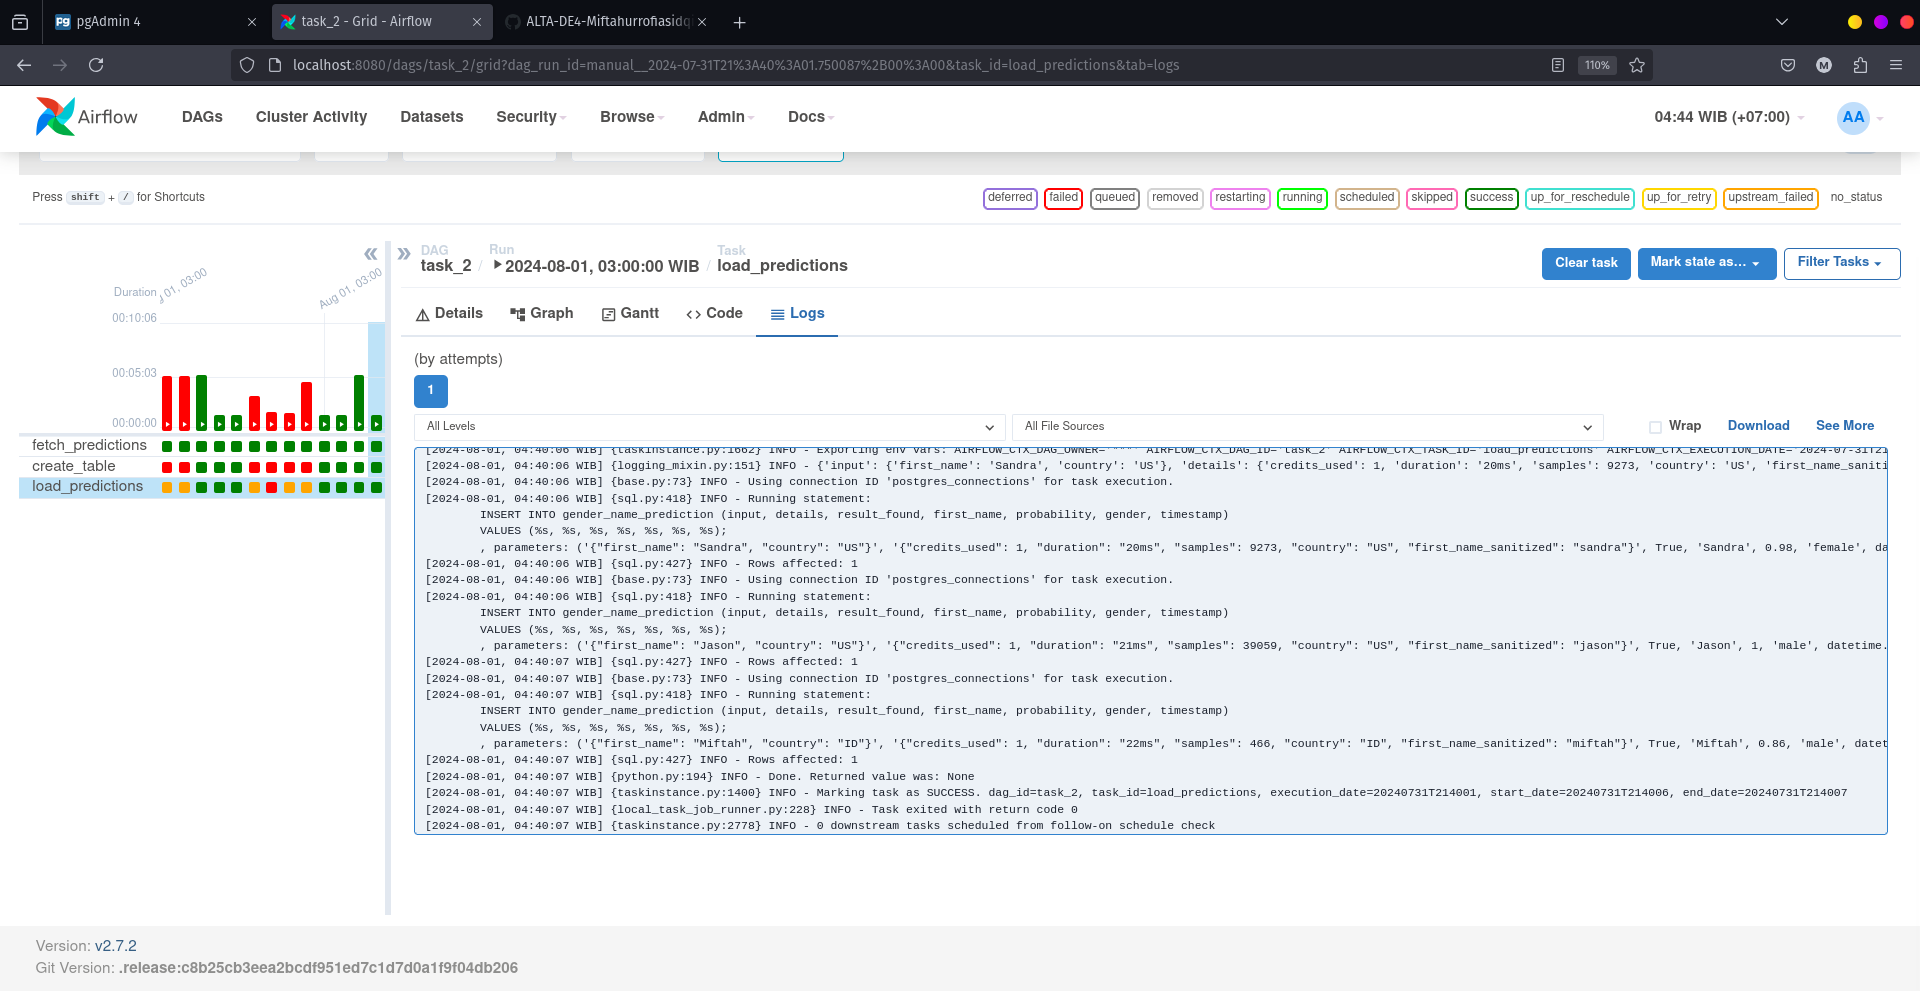 pgAdmin 4
task_2 - Grid - Airflow
ALTA-DE4-Miftahurrofiasidq
localhost:8080/dags/task_2/grid?dag_run_id=manual__2024-07-31T21%3A40%3A01.750087%2B00%3A00&task_id=load_predictions&tab=logs
110%
M
Airflow
DAGs
Cluster Activity
Datasets
Security
Browse
Admin
Docs
04:44 WIB (+07:00)
AA
Press shift + / for Shortcuts
deferred
failed
queued
removed
restarting
running
scheduled
skipped
success
up_for_reschedule
up_for_retry
upstream_failed
no_status
DAG
task_2
/
Run
2024-08-01, 03:00:00 WIB
/
Task
load_predictions
Clear task
Mark state as...
Filter Tasks
01, 03:00
Aug 01, 03:00
Duration
00:10:06
00:05:03
00:00:00
fetch_predictions
create_table
load_predictions
Details
Graph
Gantt
Code
Logs
(by attempts)
1
All Levels
All File Sources
Wrap
Download
See More
[2024-08-01, 04:40:06 WIB] {taskinstance.py:1662} INFO - Exporting env vars: AIRFLOW_CTX_DAG_OWNER='***' AIRFLOW_CTX_DAG_ID='task_2' AIRFLOW_CTX_TASK_ID='load_predictions' AIRFLOW_CTX_EXECUTION_DATE='2024-07-31T21
[2024-08-01, 04:40:06 WIB] {logging_mixin.py:151} INFO - {'input': {'first_name': 'Sandra', 'country': 'US'}, 'details': {'credits_used': 1, 'duration': '20ms', 'samples': 9273, 'country': 'US', 'first_name_saniti
[2024-08-01, 04:40:06 WIB] {base.py:73} INFO - Using connection ID 'postgres_connections' for task execution.
[2024-08-01, 04:40:06 WIB] {sql.py:418} INFO - Running statement:
INSERT INTO gender_name_prediction (input, details, result_found, first_name, probability, gender, timestamp)
VALUES (%s, %s, %s, %s, %s, %s, %s);
, parameters: ('{"first_name": "Sandra", "country": "US"}', '{"credits_used": 1, "duration": "20ms", "samples": 9273, "country": "US", "first_name_sanitized": "sandra"}', True, 'Sandra', 0.98, 'female', da
[2024-08-01, 04:40:06 WIB] {sql.py:427} INFO - Rows affected: 1
[2024-08-01, 04:40:06 WIB] {base.py:73} INFO - Using connection ID 'postgres_connections' for task execution.
[2024-08-01, 04:40:06 WIB] {sql.py:418} INFO - Running statement:
INSERT INTO gender_name_prediction (input, details, result_found, first_name, probability, gender, timestamp)
VALUES (%s, %s, %s, %s, %s, %s, %s);
, parameters: ('{"first_name": "Jason", "country": "US"}', '{"credits_used": 1, "duration": "21ms", "samples": 39059, "country": "US", "first_name_sanitized": "jason"}', True, 'Jason', 1, 'male', datetime.
[2024-08-01, 04:40:07 WIB] {sql.py:427} INFO - Rows affected: 1
[2024-08-01, 04:40:07 WIB] {base.py:73} INFO - Using connection ID 'postgres_connections' for task execution.
[2024-08-01, 04:40:07 WIB] {sql.py:418} INFO - Running statement:
INSERT INTO gender_name_prediction (input, details, result_found, first_name, probability, gender, timestamp)
VALUES (%s, %s, %s, %s, %s, %s, %s);
, parameters: ('{"first_name": "Miftah", "country": "ID"}', '{"credits_used": 1, "duration": "22ms", "samples": 466, "country": "ID", "first_name_sanitized": "miftah"}', True, 'Miftah', 0.86, 'male', datet
[2024-08-01, 04:40:07 WIB] {sql.py:427} INFO - Rows affected: 1
[2024-08-01, 04:40:07 WIB] {python.py:194} INFO - Done. Returned value was: None
[2024-08-01, 04:40:07 WIB] {taskinstance.py:1400} INFO - Marking task as SUCCESS. dag_id=task_2, task_id=load_predictions, execution_date=20240731T214001, start_date=20240731T214006, end_date=20240731T214007
[2024-08-01, 04:40:07 WIB] {local_task_job_runner.py:228} INFO - Task exited with return code 0
[2024-08-01, 04:40:07 WIB] {taskinstance.py:2778} INFO - 0 downstream tasks scheduled from follow-on schedule check
Version: v2.7.2
Git Version: .release:c8b25cb3eea2bcdf951ed7c1d7d0a1f9f04db206